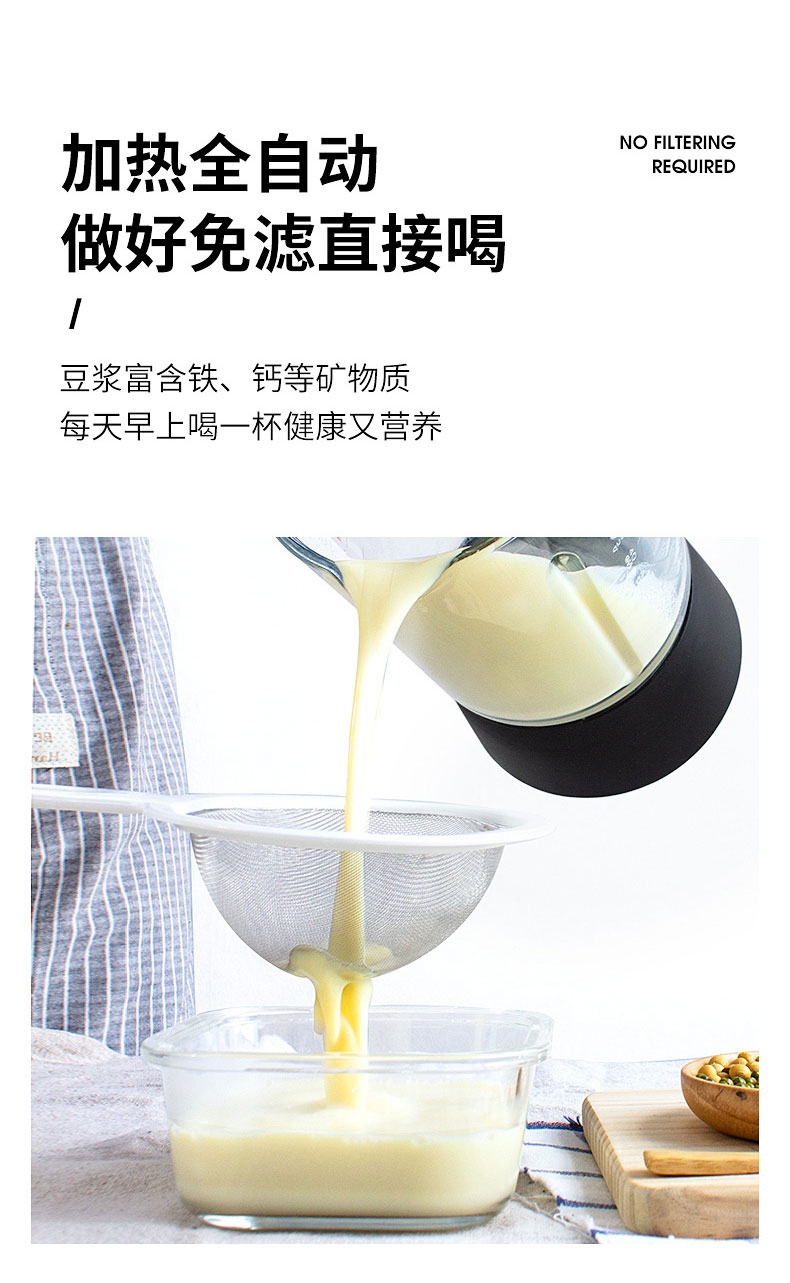 加热全自动
做好免滤直接喝
NO FILTERING
REQUIRED
/
豆浆富含铁、钙等矿物质
每天早上喝一杯健康又营养